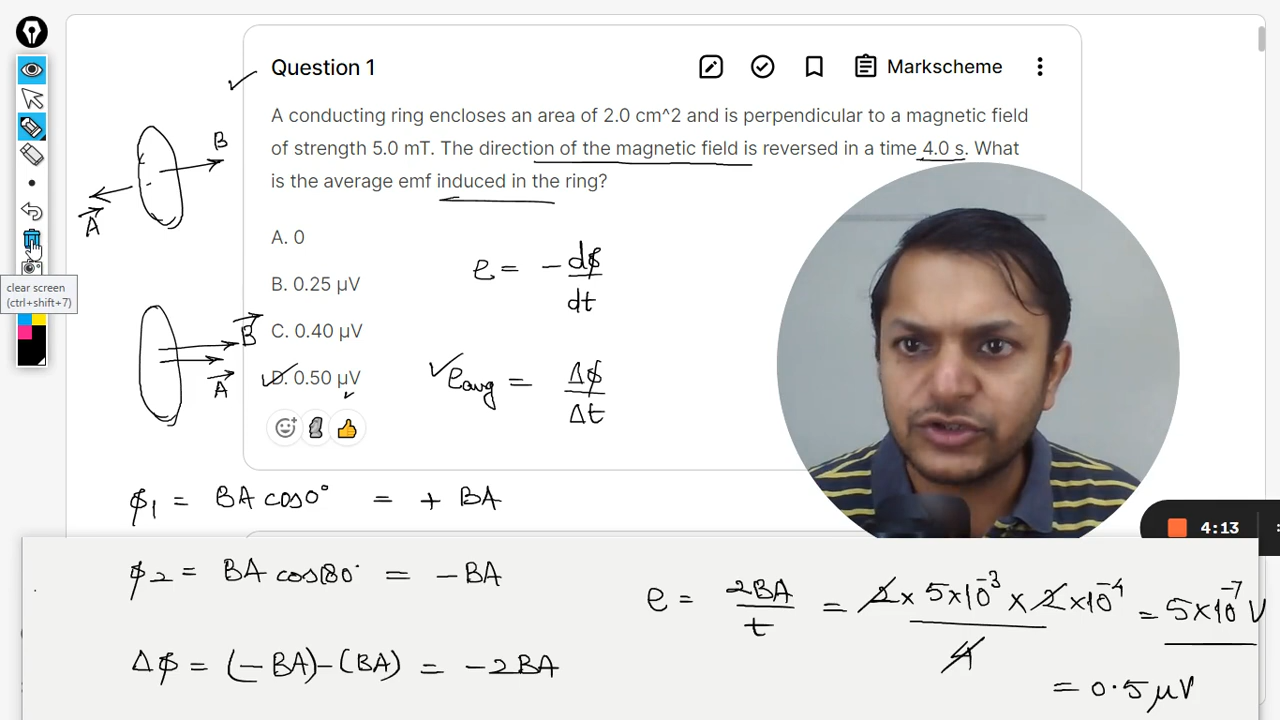 Question 1
Markscheme
A conducting ring encloses an area of 2.0 cm^2 and is perpendicular to a magnetic field
of strength 5.0 mT. The direction of the magnetic field is reversed in a time 4.0 s. What
is the average emf induced in the ring?
A. 0
B. 0.25 µV
C. 0.40 µV
D. 0.50 µV
B
A
B
A
e = - dϕ/dt
e avg = Δϕ/Δt
clear screen
(ctrl+shift+7)
ϕ1 = BA cos0° = + BA
ϕ2 = BA cos180° = -BA
Δϕ = (-BA)-(BA) = -2BA
e = 2BA/t = 2×5×10⁻³×2×10⁻⁴/4 = 5×10⁻⁷ V
= 0.5 µV
4:13